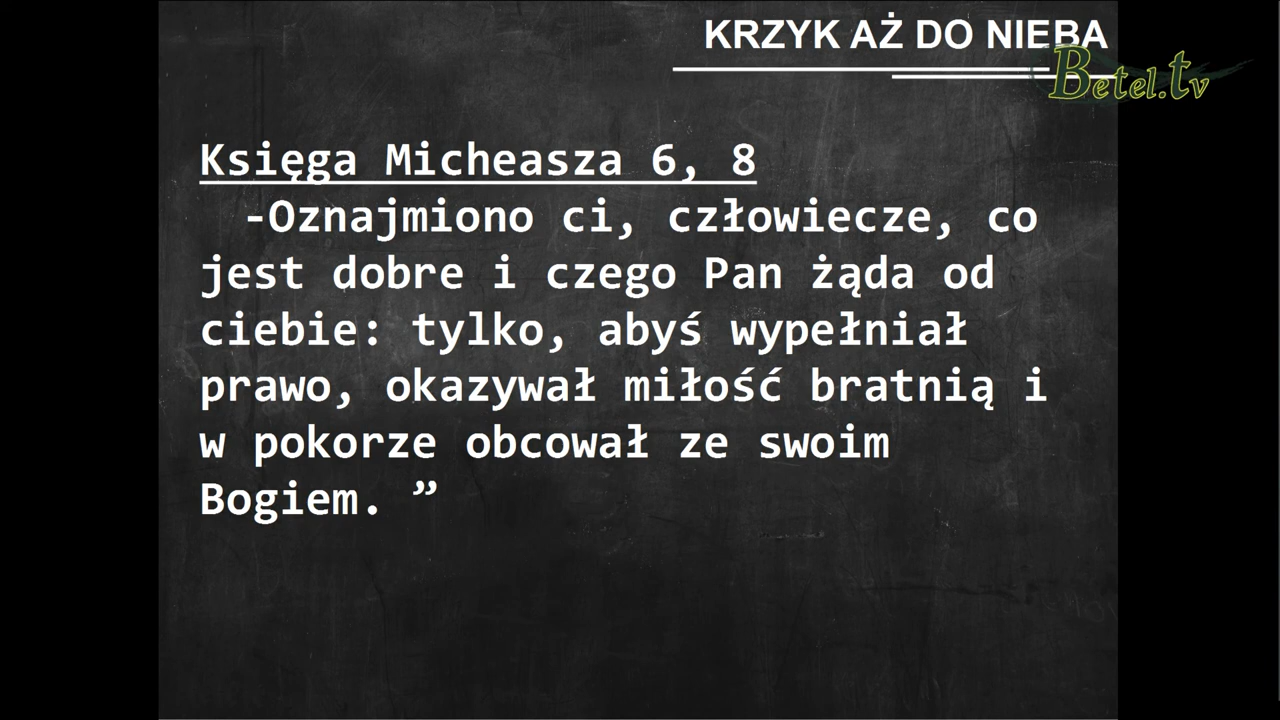 KRZYK AŻ DO NIEBA
Betel.tv
Księga Micheasza 6, 8
-Oznajmiono ci, człowiecze, co
jest dobre i czego Pan żąda od
ciebie: tylko, abyś wypełniał
prawo, okazywał miłość bratnią i
w pokorze obcował ze swoim
Bogiem. ”